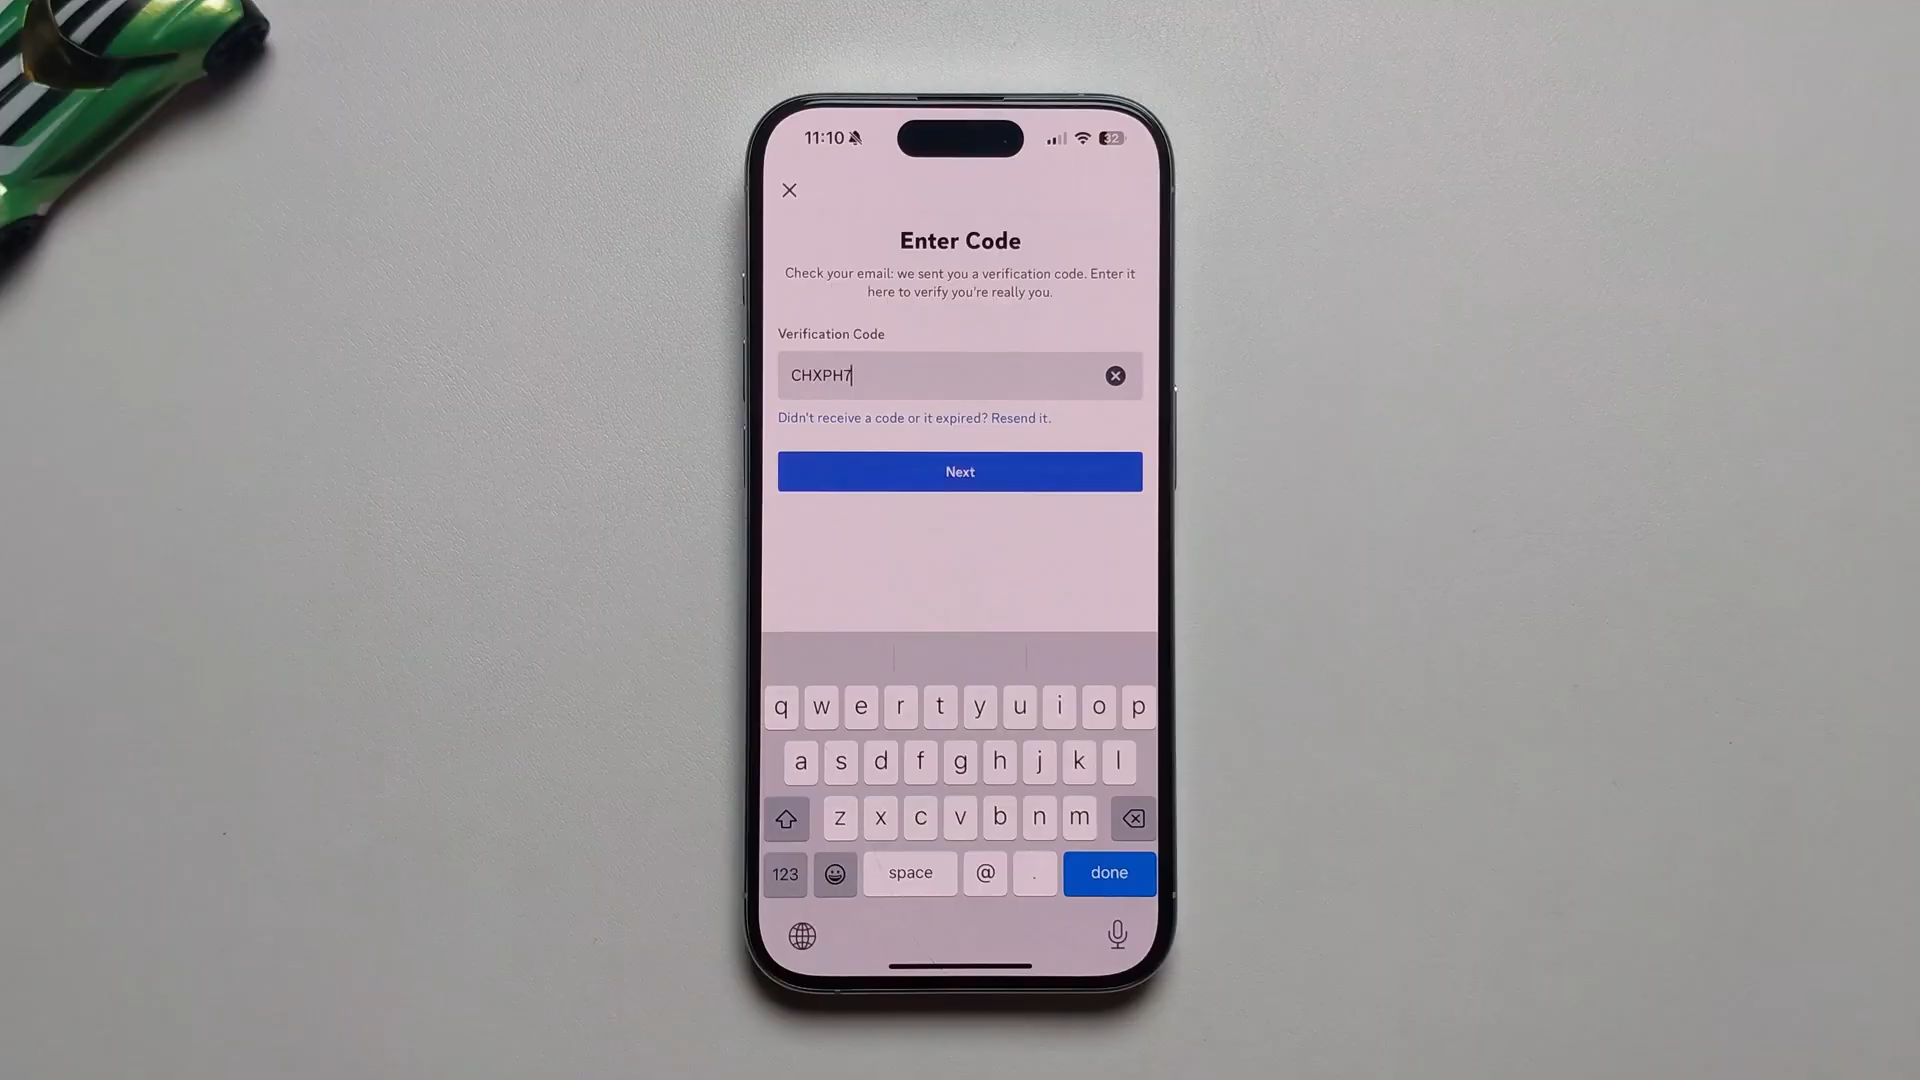 11:10
32
Enter Code
Check your email: we sent you a verification code. Enter it
here to verify you're really you.
Verification Code
CHXPH7
Didn't receive a code or it expired? Resend it.
Next
q w e r t y u i o p
a s d f g h j k l
z x c v b n m
123 space @ . done